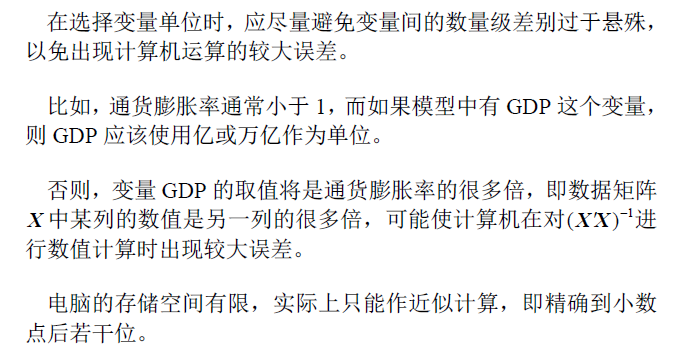 在选择变量单位时，应尽量避免变量间的数量级差别过于悬殊，
以免出现计算机运算的较大误差。
比如，通货膨胀率通常小于 1，而如果模型中有 GDP 这个变量，
则 GDP 应该使用亿或万亿作为单位。
否则，变量 GDP 的取值将是通货膨胀率的很多倍，即数据矩阵
X 中某列的数值是另一列的很多倍，可能使计算机在对(X′X)⁻¹进
行数值计算时出现较大误差。
电脑的存储空间有限，实际上只能作近似计算，即精确到小数
点后若干位。